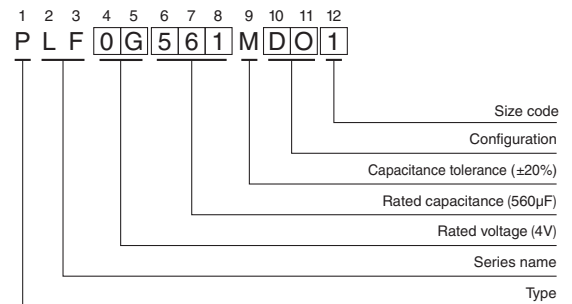 1 2 3 4 5 6 7 8 9 10 11 12
P L F 0 G 5 6 1 M D O 1
Size code
Configuration
Capacitance tolerance (±20%)
Rated capacitance (560µF)
Rated voltage (4V)
Series name
Type